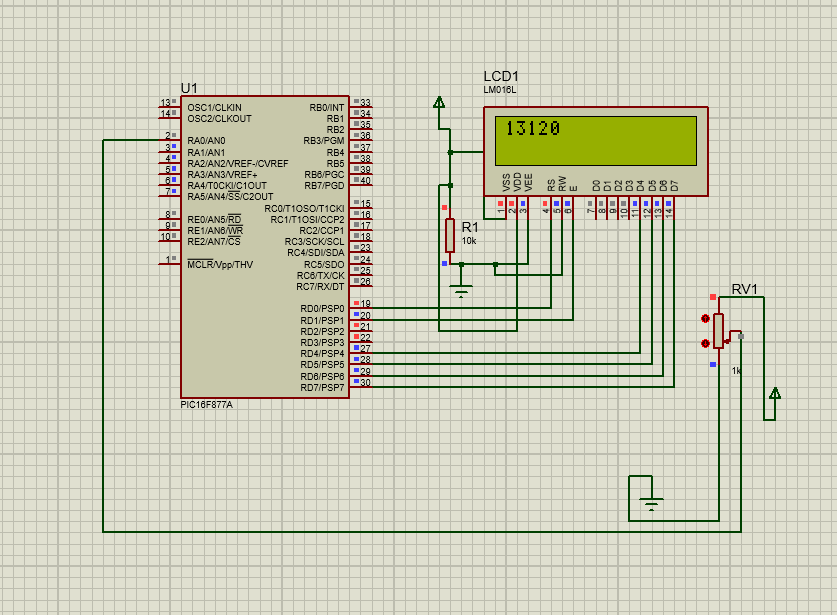 U1
13
14
2
3
4
5
6
7
8
9
10
1
OSC1/CLKIN
OSC2/CLKOUT
RA0/AN0
RA1/AN1
RA2/AN2/VREF-/CVREF
RA3/AN3/VREF+
RA4/T0CKI/C1OUT
RA5/AN4/SS/C2OUT
RE0/AN5/RD
RE1/AN6/WR
RE2/AN7/CS
MCLR/Vpp/THV
RB0/INT
RB1
RB2
RB3/PGM
RB4
RB5
RB6/PGC
RB7/PGD
RC0/T1OSO/T1CKI
RC1/T1OSI/CCP2
RC2/CCP1
RC3/SCK/SCL
RC4/SDI/SDA
RC5/SDO
RC6/TX/CK
RC7/RX/DT
RD0/PSP0
RD1/PSP1
RD2/PSP2
RD3/PSP3
RD4/PSP4
RD5/PSP5
RD6/PSP6
RD7/PSP7
33
34
35
36
37
38
39
40
15
16
17
18
23
24
25
26
19
20
21
22
27
28
29
30
PIC16F877A
LCD1
LM016L
13120
VSS
VDD
VEE
RS
RW
E
D0
D1
D2
D3
D4
D5
D6
D7
1
2
3
4
5
6
7
8
9
10
11
12
13
14
R1
10k
RV1
1k